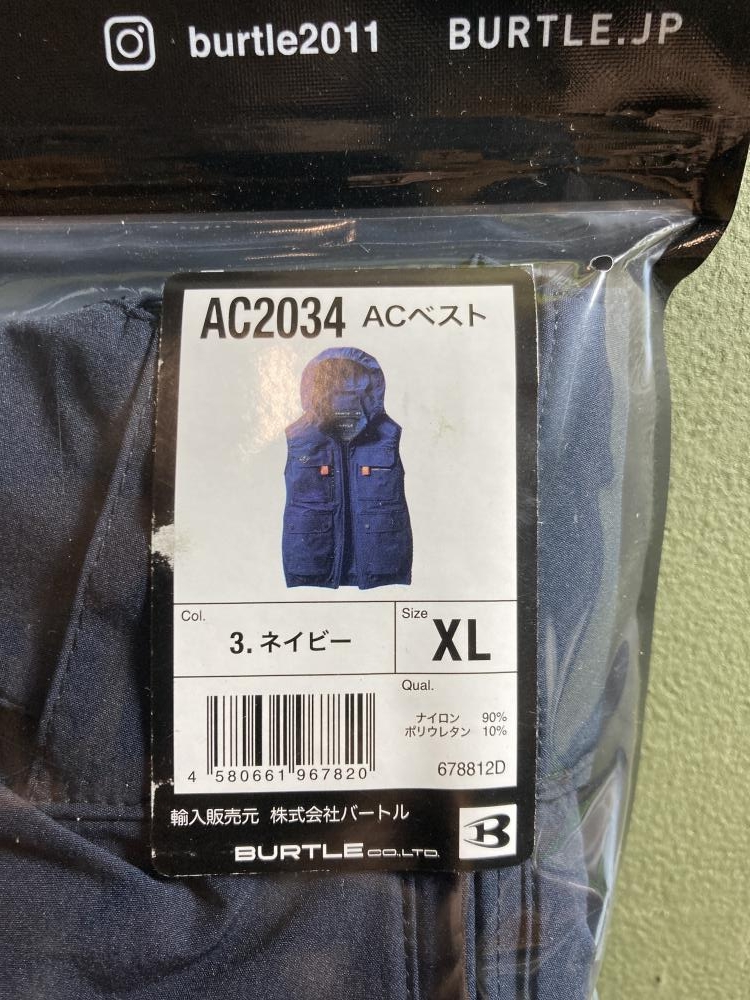 burtle2011 BURTLE.JP
AC2034 ACベスト
Col.
3.ネイビー
Size
XL
Qual.
ナイロン 90%
ポリウレタン 10%
4 580661 967820
678812D
輸入販売元 株式会社バートル
BURTLE CO.,LTD.
B